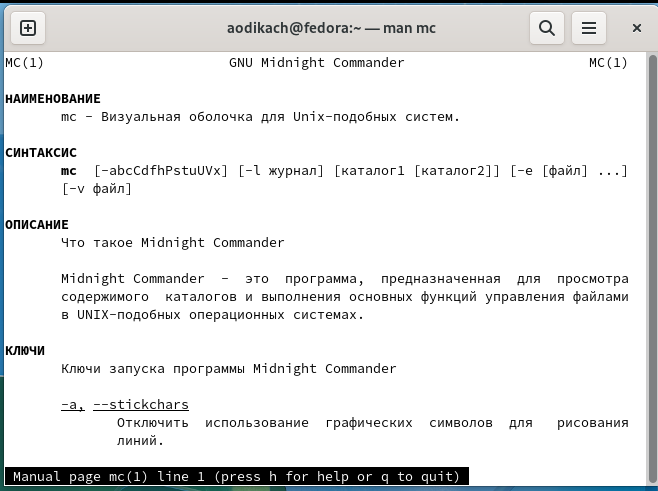 aodikach@fedora:~ — man mc
MC(1) GNU Midnight Commander MC(1)
НАИМЕНОВАНИЕ
mc - Визуальная оболочка для Unix-подобных систем.
СИНТАКСИС
mc [-abcCdfhPstuUVx] [-l журнал] [каталог1 [каталог2]] [-e [файл] ...]
[-v файл]
ОПИСАНИЕ
Что такое Midnight Commander
Midnight Commander - это программа, предназначенная для просмотра
содержимого каталогов и выполнения основных функций управления файлами
в UNIX-подобных операционных системах.
КЛЮЧИ
Ключи запуска программы Midnight Commander
-a, --stickchars
Отключить использование графических символов для рисования
линий.
Manual page mc(1) line 1 (press h for help or q to quit)